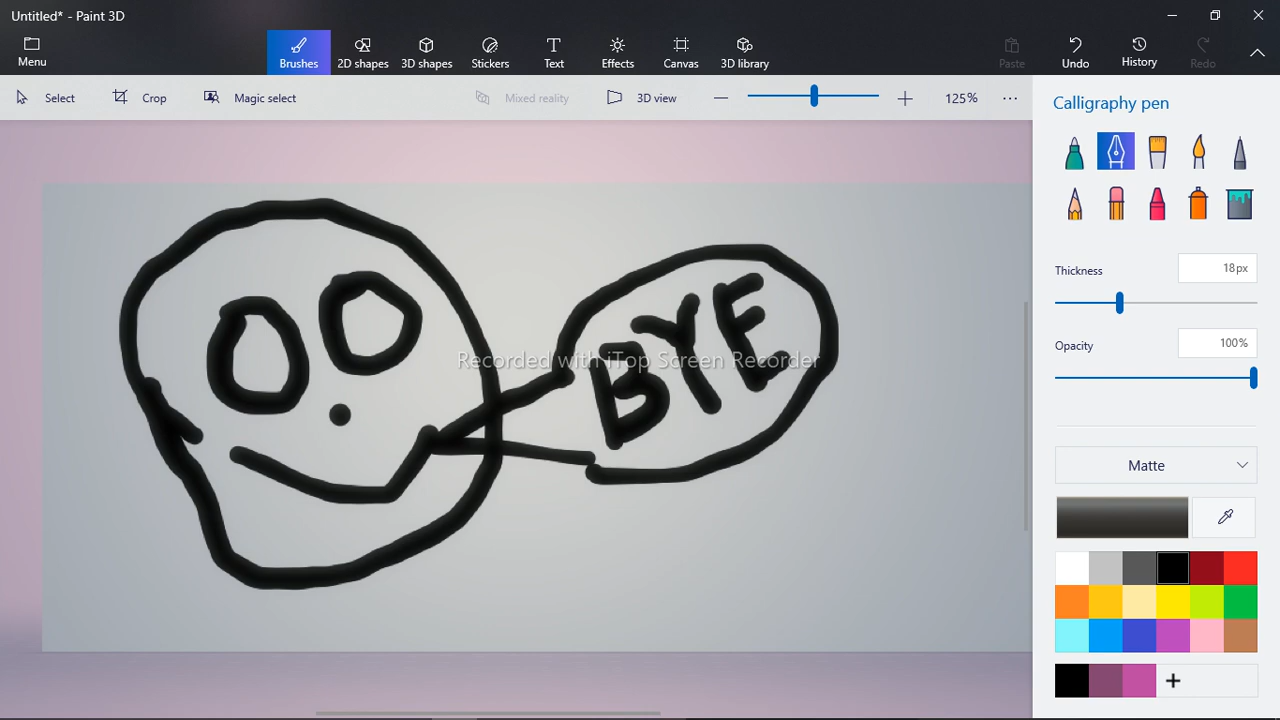 Untitled* - Paint 3D
Menu
Brushes
2D shapes
3D shapes
Stickers
Text
Effects
Canvas
3D library
Paste
Undo
History
Redo
Select
Crop
Magic select
Mixed reality
3D view
125%
Calligraphy pen
Thickness
18px
Opacity
100%
Matte
BYE
Recorded with iTop Screen Recorder